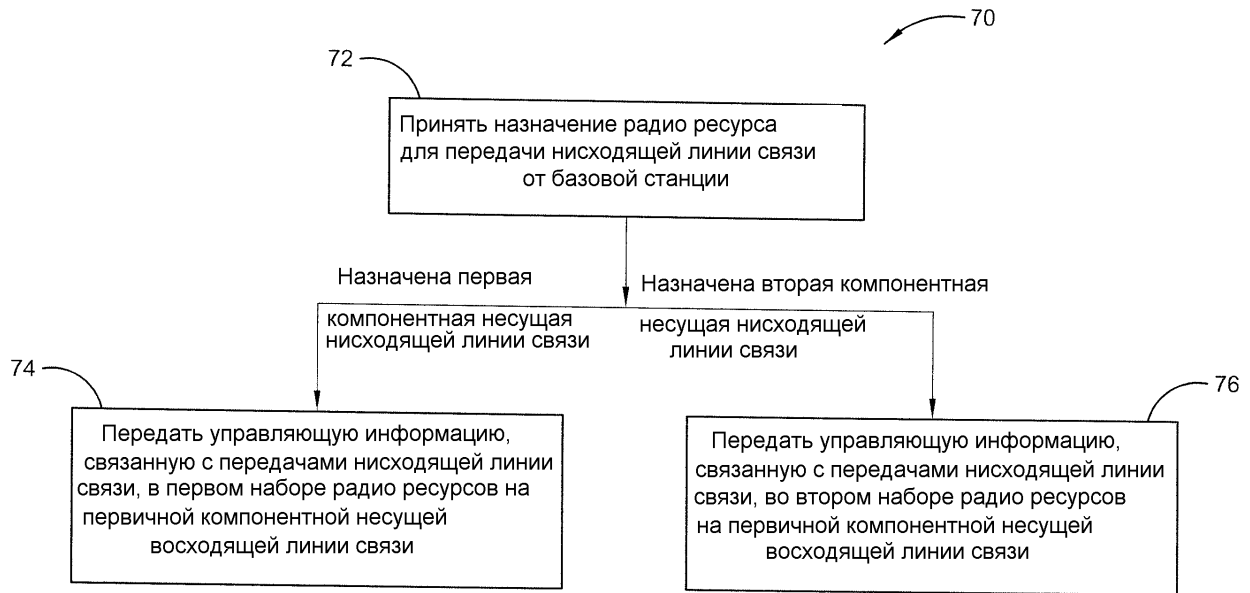 70
72
Принять назначение радио ресурса
для передачи нисходящей линии связи
от базовой станции
Назначена первая
компонентная несущая
нисходящей линии связи
Назначена вторая компонентная
несущая нисходящей
линии связи
74
Передать управляющую информацию,
связанную с передачами нисходящей линии
связи, в первом наборе радио ресурсов на
первичной компонентной несущей
восходящей линии связи
76
Передать управляющую информацию,
связанную с передачами нисходящей линии
связи, во втором наборе радио ресурсов
на первичной компонентной несущей
восходящей линии связи